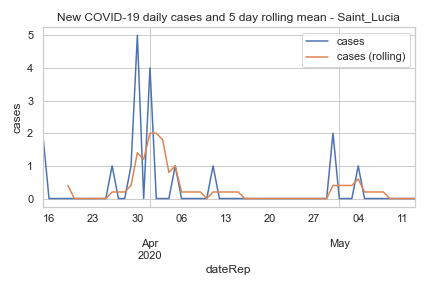 New COVID-19 daily cases and 5 day rolling mean - Saint_Lucia
cases
cases (rolling)
cases
5
4
3
2
1
0
16 23 30 06 13 20 27 04 11
Apr May
2020
dateRep